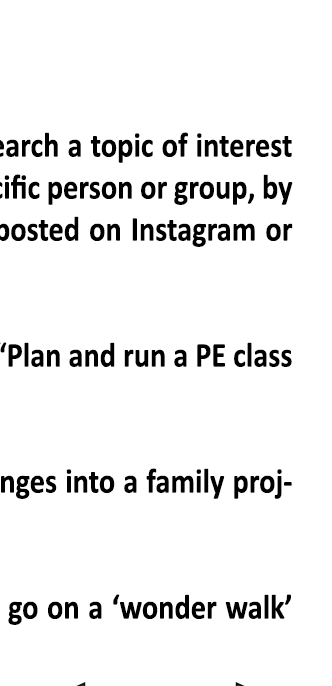 earch a topic of interest
cific person or group, by
posted on Instagram or
“Plan and run a PE class
nges into a family proj-
go on a ‘wonder walk’